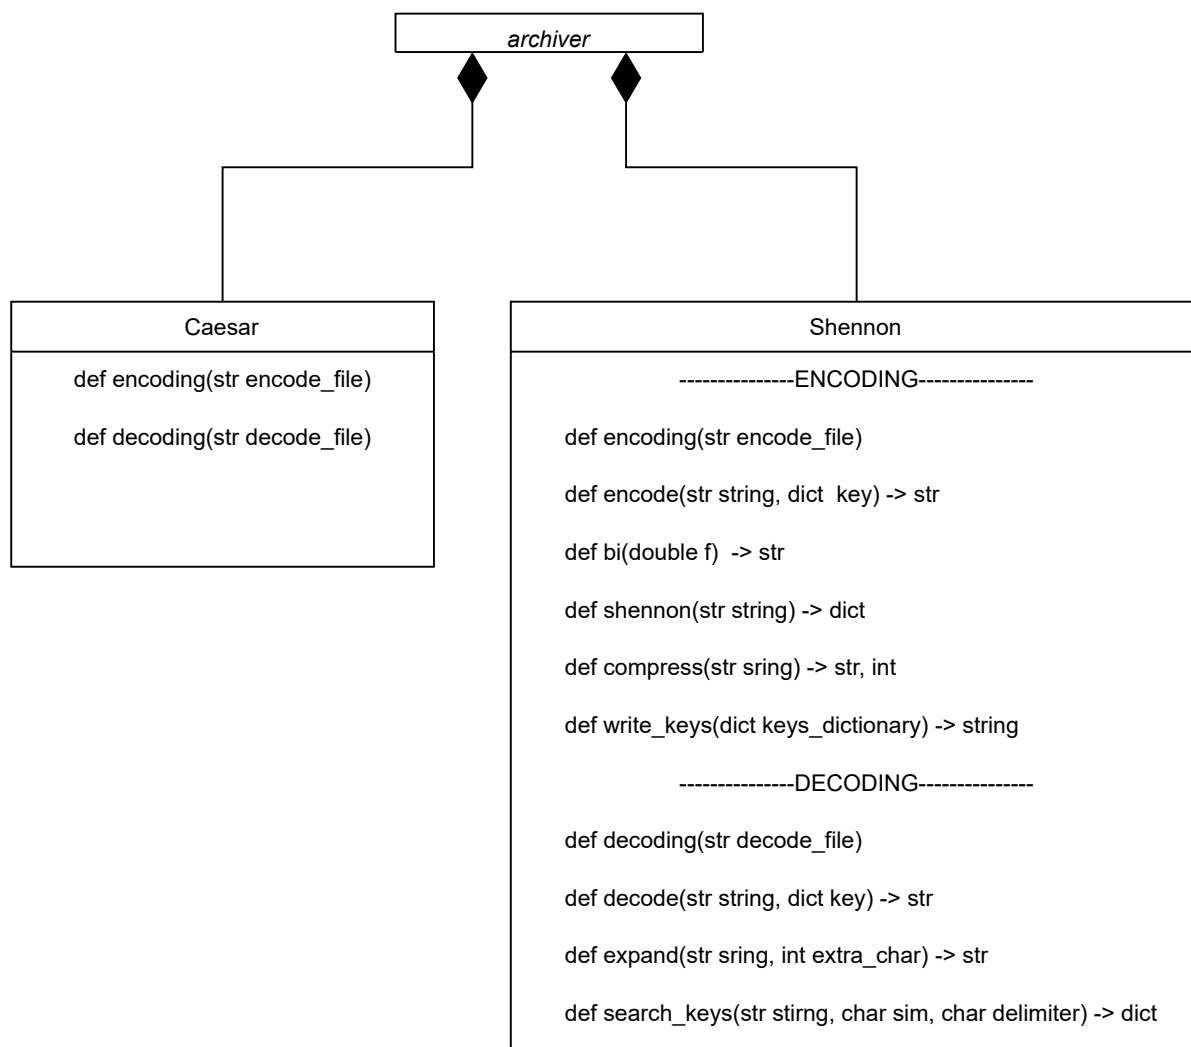 archiver
Caesar
def encoding(str encode_file)
def decoding(str decode_file)
Shennon
---------------ENCODING---------------
def encoding(str encode_file)
def encode(str string, dict  key) -> str
def bi(double f)  -> str
def shennon(str string) -> dict
def compress(str sring) -> str, int
def write_keys(dict keys_dictionary) -> string
---------------DECODING---------------
def decoding(str decode_file)
def decode(str string, dict key) -> str
def expand(str sring, int extra_char) -> str
def search_keys(str stirng, char sim, char delimiter) -> dict